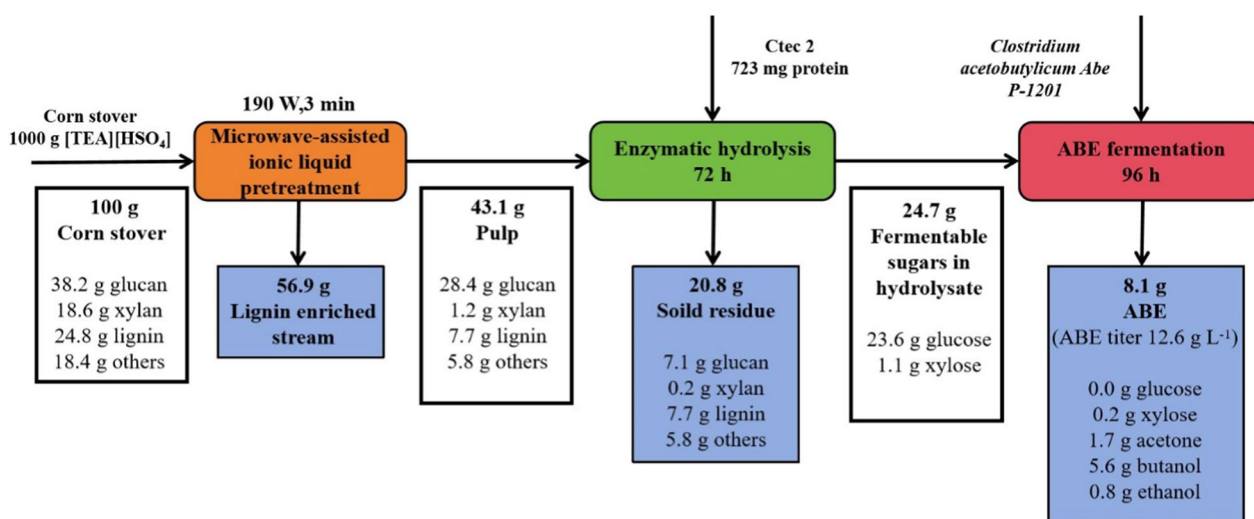 Corn stover
1000 g [TEA][HSO₄]
190 W,3 min
Microwave-assisted
ionic liquid
pretreatment
Ctec 2
723 mg protein
Enzymatic hydrolysis
72 h
Clostridium
acetobutylicum Abe
P-1201
ABE fermentation
96 h
100 g
Corn stover
38.2 g glucan
18.6 g xylan
24.8 g lignin
18.4 g others
56.9 g
Lignin enriched
stream
43.1 g
Pulp
28.4 g glucan
1.2 g xylan
7.7 g lignin
5.8 g others
20.8 g
Soild residue
7.1 g glucan
0.2 g xylan
7.7 g lignin
5.8 g others
24.7 g
Fermentable
sugars in
hydrolysate
23.6 g glucose
1.1 g xylose
8.1 g
ABE
(ABE titer 12.6 g L⁻¹)
0.0 g glucose
0.2 g xylose
1.7 g acetone
5.6 g butanol
0.8 g ethanol